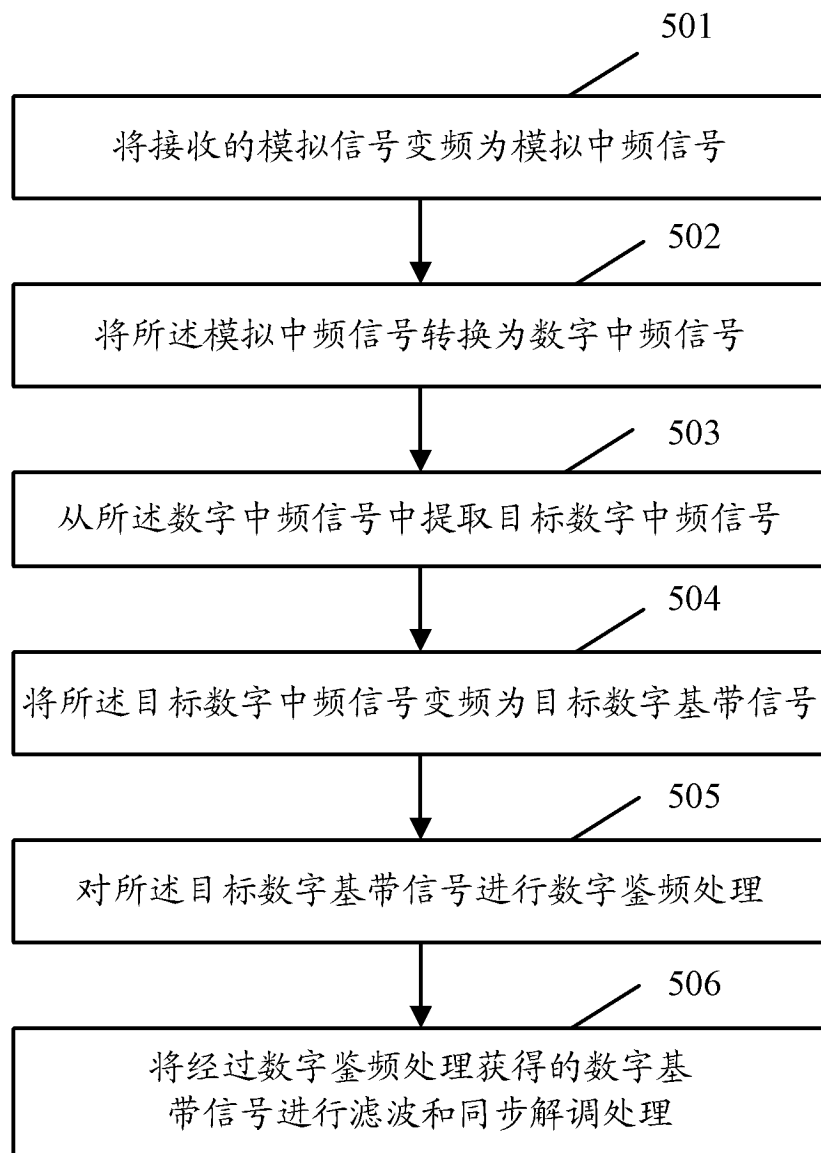 501
将接收的模拟信号变频为模拟中频信号
502
将所述模拟中频信号转换为数字中频信号
503
从所述数字中频信号中提取目标数字中频信号
504
将所述目标数字中频信号变频为目标数字基带信号
505
对所述目标数字基带信号进行数字鉴频处理
506
将经过数字鉴频处理获得的数字基
带信号进行滤波和同步解调处理